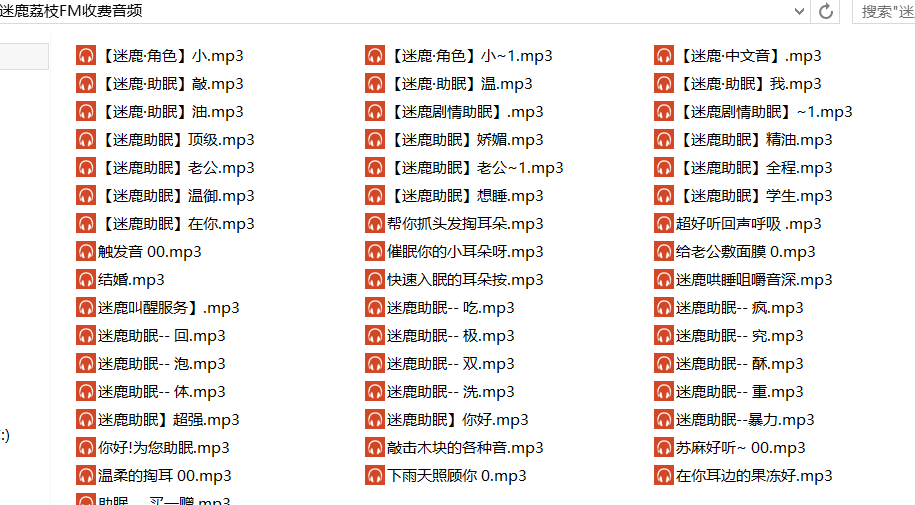 迷鹿荔枝FM收费音频
搜索"迷
【迷鹿·角色】小.mp3
【迷鹿·角色】小~1.mp3
【迷鹿·中文音】.mp3
【迷鹿·助眠】敲.mp3
【迷鹿·助眠】温.mp3
【迷鹿·助眠】我.mp3
【迷鹿·助眠】油.mp3
【迷鹿剧情助眠】.mp3
【迷鹿剧情助眠】~1.mp3
【迷鹿助眠】顶级.mp3
【迷鹿助眠】娇媚.mp3
【迷鹿助眠】精油.mp3
【迷鹿助眠】老公.mp3
【迷鹿助眠】老公~1.mp3
【迷鹿助眠】全程.mp3
【迷鹿助眠】温御.mp3
【迷鹿助眠】想睡.mp3
【迷鹿助眠】学生.mp3
【迷鹿助眠】在你.mp3
帮你抓头发掏耳朵.mp3
超好听回声呼吸 .mp3
触发音 00.mp3
催眠你的小耳朵呀.mp3
给老公敷面膜 0.mp3
结婚.mp3
快速入眠的耳朵按.mp3
迷鹿哄睡咀嚼音深.mp3
迷鹿叫醒服务】.mp3
迷鹿助眠-- 吃.mp3
迷鹿助眠-- 疯.mp3
迷鹿助眠-- 回.mp3
迷鹿助眠-- 极.mp3
迷鹿助眠-- 究.mp3
迷鹿助眠-- 泡.mp3
迷鹿助眠-- 双.mp3
迷鹿助眠-- 酥.mp3
迷鹿助眠-- 体.mp3
迷鹿助眠-- 洗.mp3
迷鹿助眠-- 重.mp3
迷鹿助眠】超强.mp3
迷鹿助眠】你好.mp3
迷鹿助眠--暴力.mp3
:)
你好!为您助眠.mp3
敲击木块的各种音.mp3
苏麻好听~ 00.mp3
温柔的掏耳 00.mp3
下雨天照顾你 0.mp3
在你耳边的果冻好.mp3